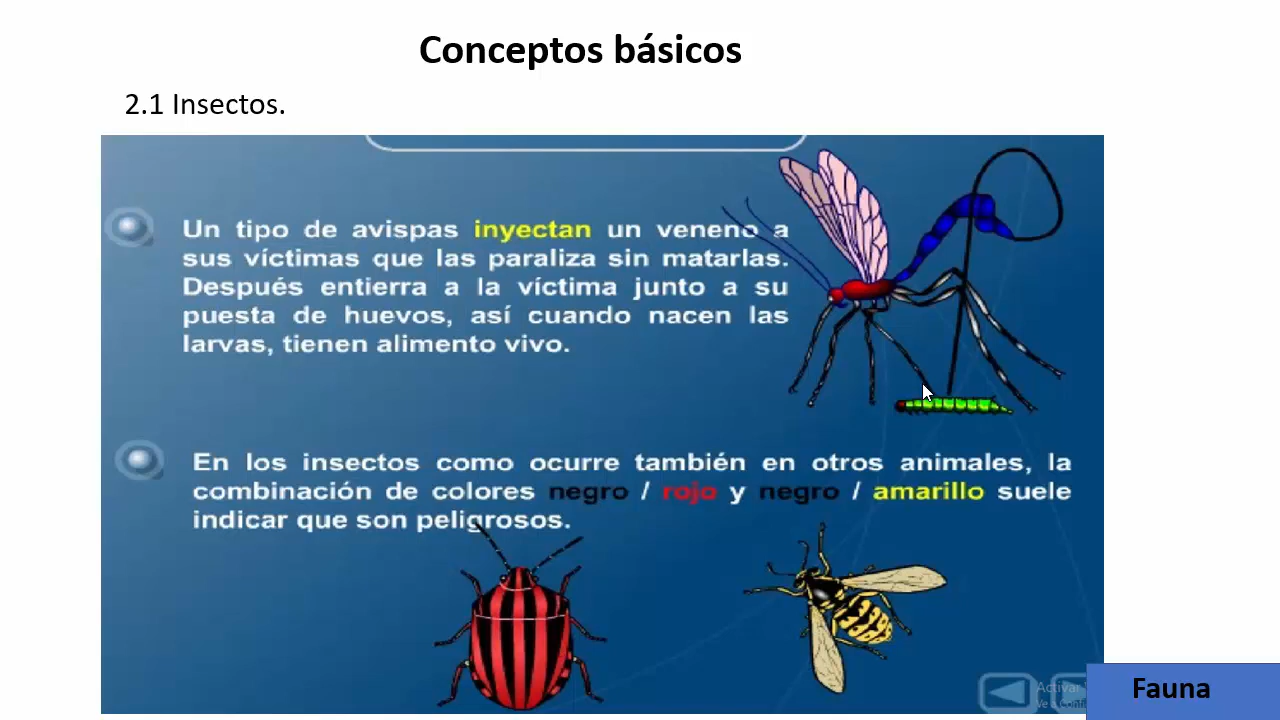 Conceptos básicos
2.1 Insectos.
Un tipo de avispas inyectan un veneno a
sus víctimas que las paraliza sin matarlas.
Después entierra a la víctima junto a su
puesta de huevos, así cuando nacen las
larvas, tienen alimento vivo.
En los insectos como ocurre también en otros animales, la
combinación de colores negro / rojo y negro / amarillo suele
indicar que son peligrosos.
Activar
Ve a Confi
Fauna